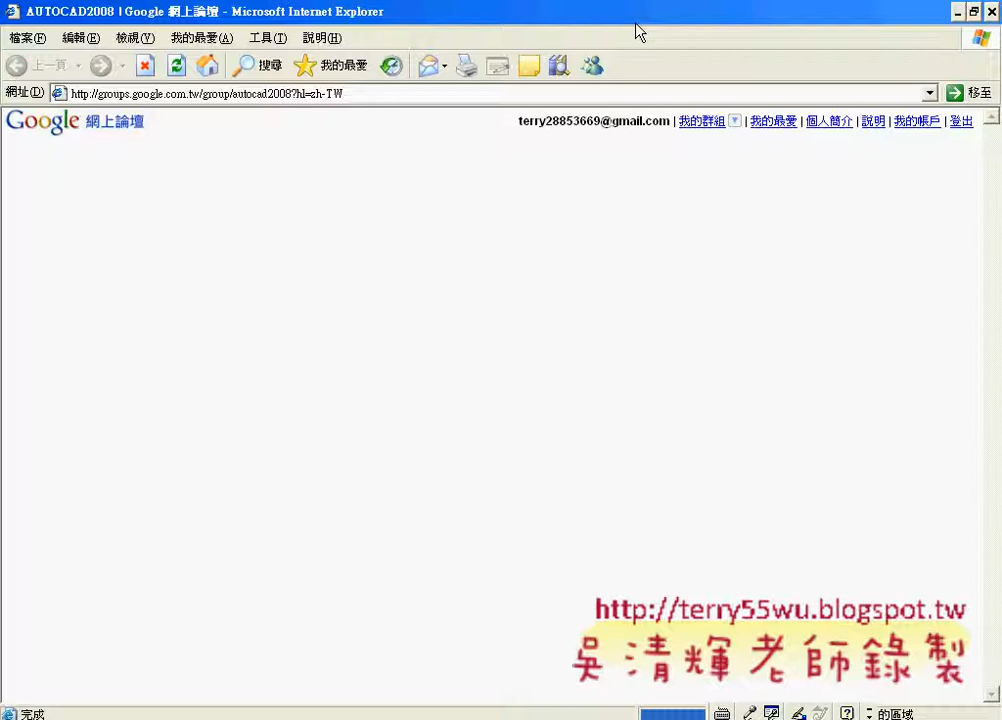 AUTOCAD2008 | Google 網上論壇 - Microsoft Internet Explorer
檔案(F) 編輯(E) 檢視(V) 我的最愛(A) 工具(T) 說明(H)
上一頁 搜尋 我的最愛
網址(D) http://groups.google.com.tw/group/autocad2008?hl=zh-TW 移至
Google 網上論壇 terry28853669@gmail.com | 我的群組 | 我的最愛 | 個人簡介 | 說明 | 我的帳戶 | 登出
http://terry55wu.blogspot.tw
吳清輝老師錄製
完成 的區域